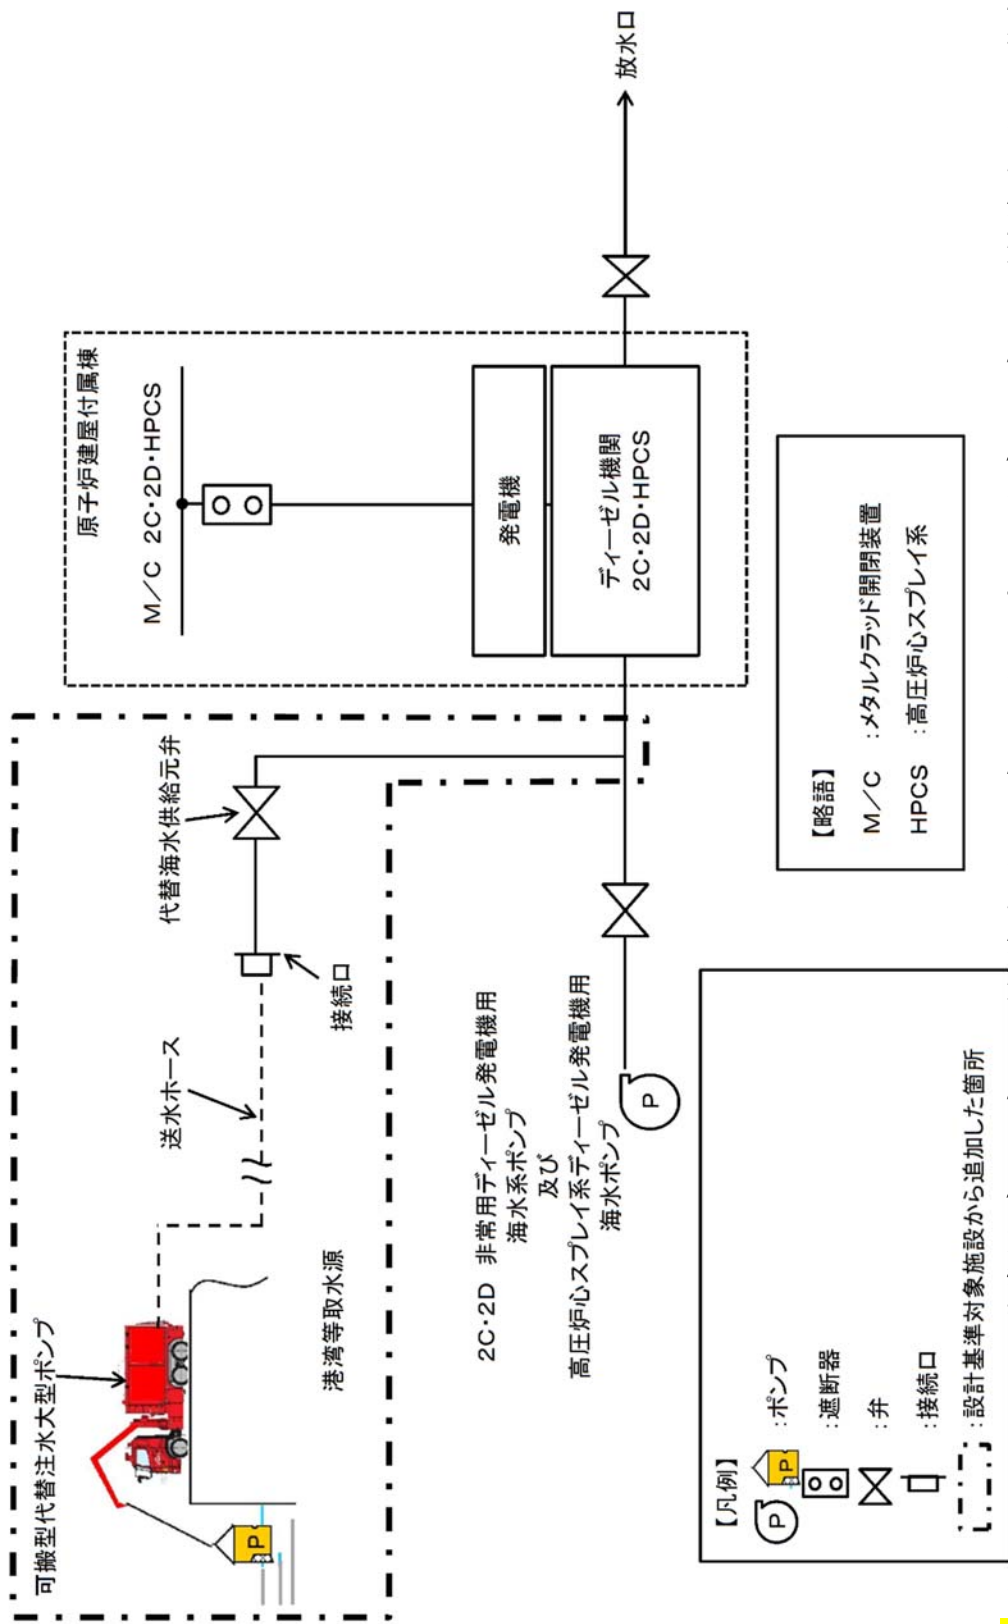 可搬型代替注水大型ポンプ
送水ホース
代替海水供給元弁
接続口
港湾等取水源
P
原子炉建屋付属棟
M/C 2C・2D・HPCS
発電機
ディーゼル機関
2C・2D・HPCS
放水口
2C・2D 非常用ディーゼル発電機用
海水系ポンプ
及び
高圧炉心スプレイ系ディーゼル発電機用
海水ポンプ
P
【凡例】
P
P
:ポンプ
:遮断器
:弁
:接続口
:設計基準対象施設から追加した箇所
【略語】
M/C :メタルクラッド開閉装置
HPCS :高圧炉心スプレイ系